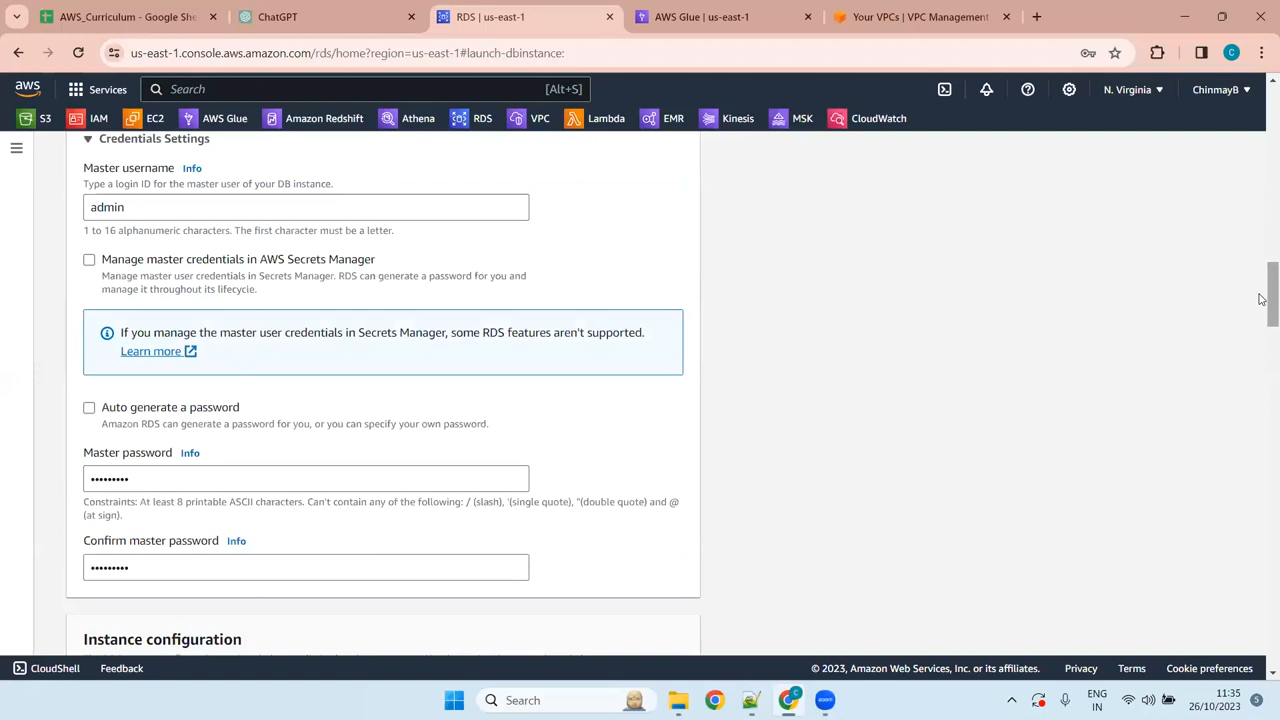 AWS_Curriculum - Google She
ChatGPT
RDS | us-east-1
AWS Glue | us-east-1
Your VPCs | VPC Management
us-east-1.console.aws.amazon.com/rds/home?region=us-east-1#launch-dbinstance:
aws
Services
Search
[Alt+S]
N. Virginia
ChinmayB
S3
IAM
EC2
AWS Glue
Amazon Redshift
Athena
RDS
VPC
Lambda
EMR
Kinesis
MSK
CloudWatch
Credentials Settings
Master username Info
Type a login ID for the master user of your DB instance.
admin
1 to 16 alphanumeric characters. The first character must be a letter.
Manage master credentials in AWS Secrets Manager
Manage master user credentials in Secrets Manager. RDS can generate a password for you and
manage it throughout its lifecycle.
If you manage the master user credentials in Secrets Manager, some RDS features aren't supported.
Learn more
Auto generate a password
Amazon RDS can generate a password for you, or you can specify your own password.
Master password Info
•••••••••
Constraints: At least 8 printable ASCII characters. Can't contain any of the following: / (slash), '(single quote), "(double quote) and @
(at sign).
Confirm master password Info
•••••••••
Instance configuration
CloudShell
Feedback
© 2023, Amazon Web Services, Inc. or its affiliates.
Privacy
Terms
Cookie preferences
Search
ENG
IN
11:35
26/10/2023
5